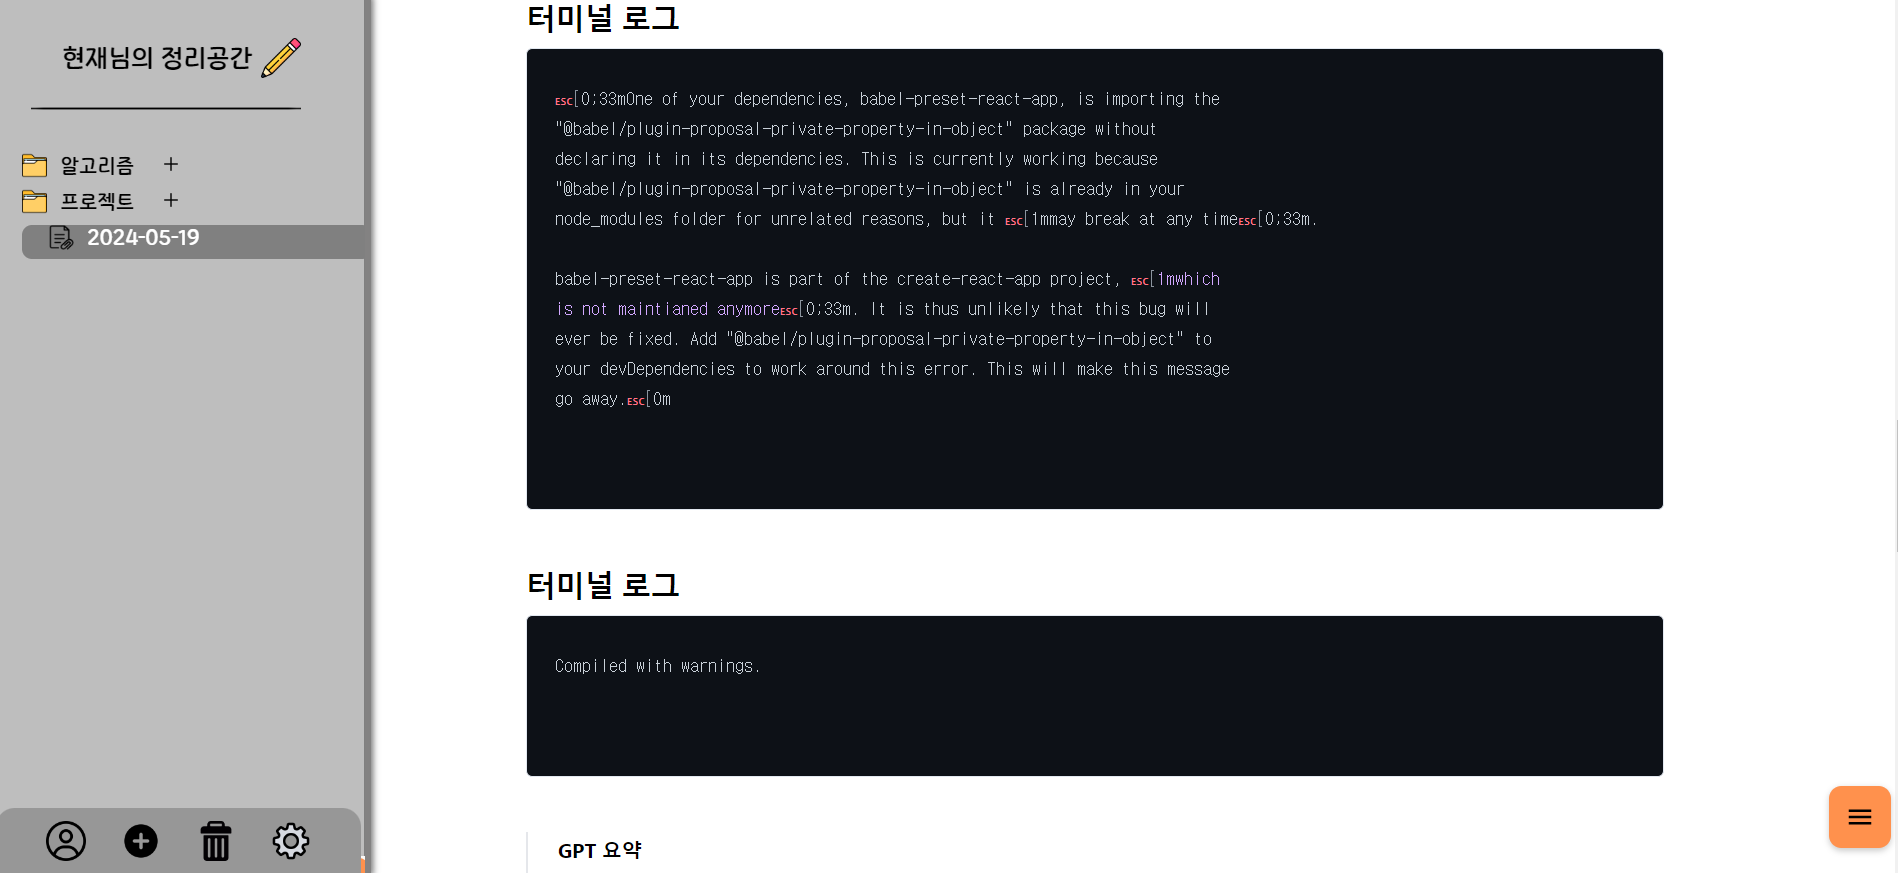 현재님의 정리공간
알고리즘 +
프로젝트 +
2024-05-19
터미널 로그
ESC[0;33mOne of your dependencies, babel-preset-react-app, is importing the
"@babel/plugin-proposal-private-property-in-object" package without
declaring it in its dependencies. This is currently working because
"@babel/plugin-proposal-private-property-in-object" is already in your
node_modules folder for unrelated reasons, but it ESC[1mmay break at any timeESC[0;33m.
babel-preset-react-app is part of the create-react-app project, ESC[1mwhich
is not maintianed anymoreESC[0;33m. It is thus unlikely that this bug will
ever be fixed. Add "@babel/plugin-proposal-private-property-in-object" to
your devDependencies to work around this error. This will make this message
go away.ESC[0m
터미널 로그
Compiled with warnings.
GPT 요약